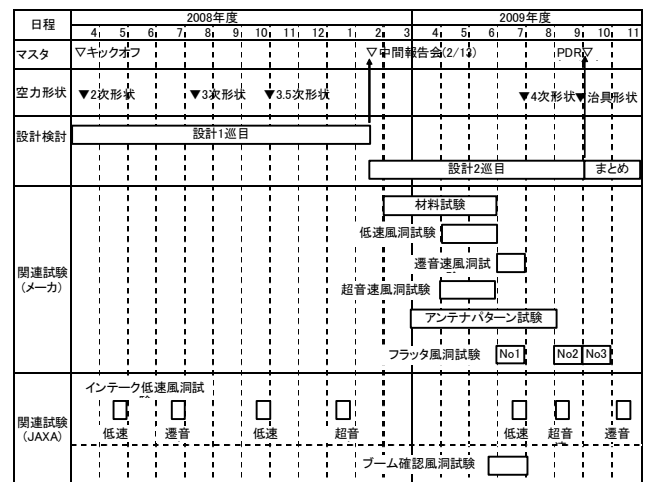 日程
2008年度
2009年度
4 5 6 7 8 9 10 11 12 1 2 3 4 5 6 7 8 9 10 11
マスタ
▽キックオフ
▽中間報告会(2/13)
PDR▽
空力形状
▼2次形状
▼3次形状
▼3.5次形状
▼4次形状
▼治具形状
設計検討
設計1巡目
設計2巡目
まとめ
関連試験
(メーカ)
材料試験
低速風洞試験
遷音速風洞試
超音速風洞試験
アンテナパターン試験
フラッタ風洞試験
No1
No2
No3
関連試験
(JAXA)
インテーク低速風洞試
低速
遷音
低速
超音
低速
超音
遷音
ブーム確認風洞試験